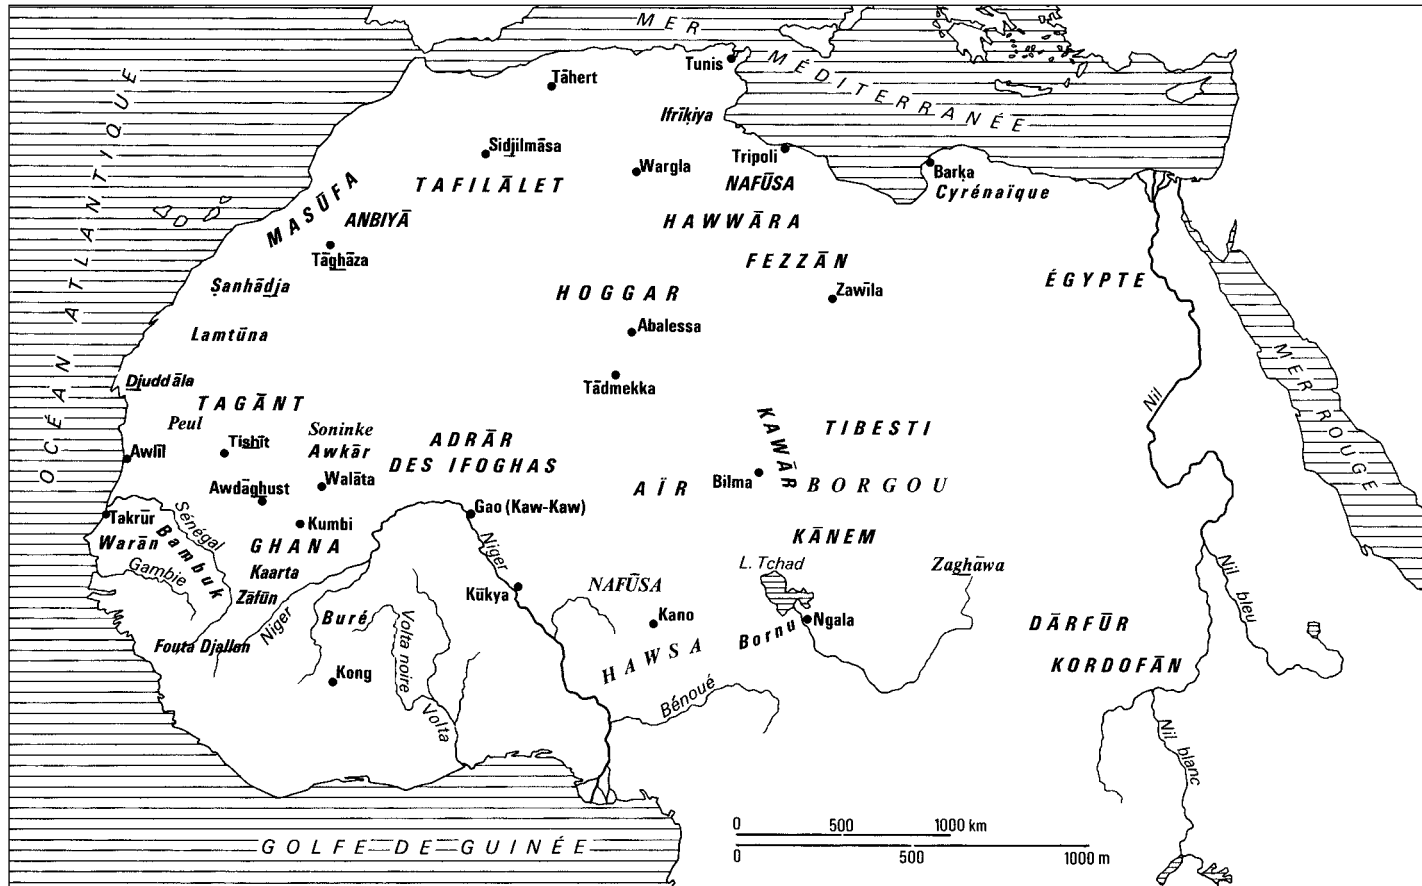 MER
MÉDITERRANÉE
OCÉAN ATLANTIQUE
Tunis
Tāhert
Ifrīḳiya
Sidjilmāsa
TAFILĀLET
Wargla
Tripoli
NAFŪSA
Barḳa
Cyrénaïque
MASŪFA
ANBIYĀ
HAWWĀRA
Tāghāza
FEZZĀN
ÉGYPTE
Ṣanhādja
HOGGAR
Zawīla
Lamtūna
Abalessa
MER ROUGE
Djuddāla
Tādmekka
Nil
TAGĀNT
Peul
Soninke
Awkār
Tishīt
ADRĀR
DES IFOGHAS
KAWĀR
TIBESTI
Awlīl
Walāta
Awdāghust
AÏR
Bilma
BORGOU
Takrūr
Sénégal
Kumbi
Gao (Kaw-Kaw)
Warān
Bambuk
GHANA
Niger
KĀNEM
Gambie
Kaarta
L. Tchad
Zaghāwa
Zāfūn
Kūkya
NAFŪSA
Nil bleu
Niger
Buré
Volta noire
Kano
Bornu
Ngala
DĀRFŪR
Fouta Djallon
HAWSA
KORDOFĀN
Kong
Bénoué
Volta
Nil blanc
GOLFE DE GUINÉE
0 500 1000 km
0 500 1000 m